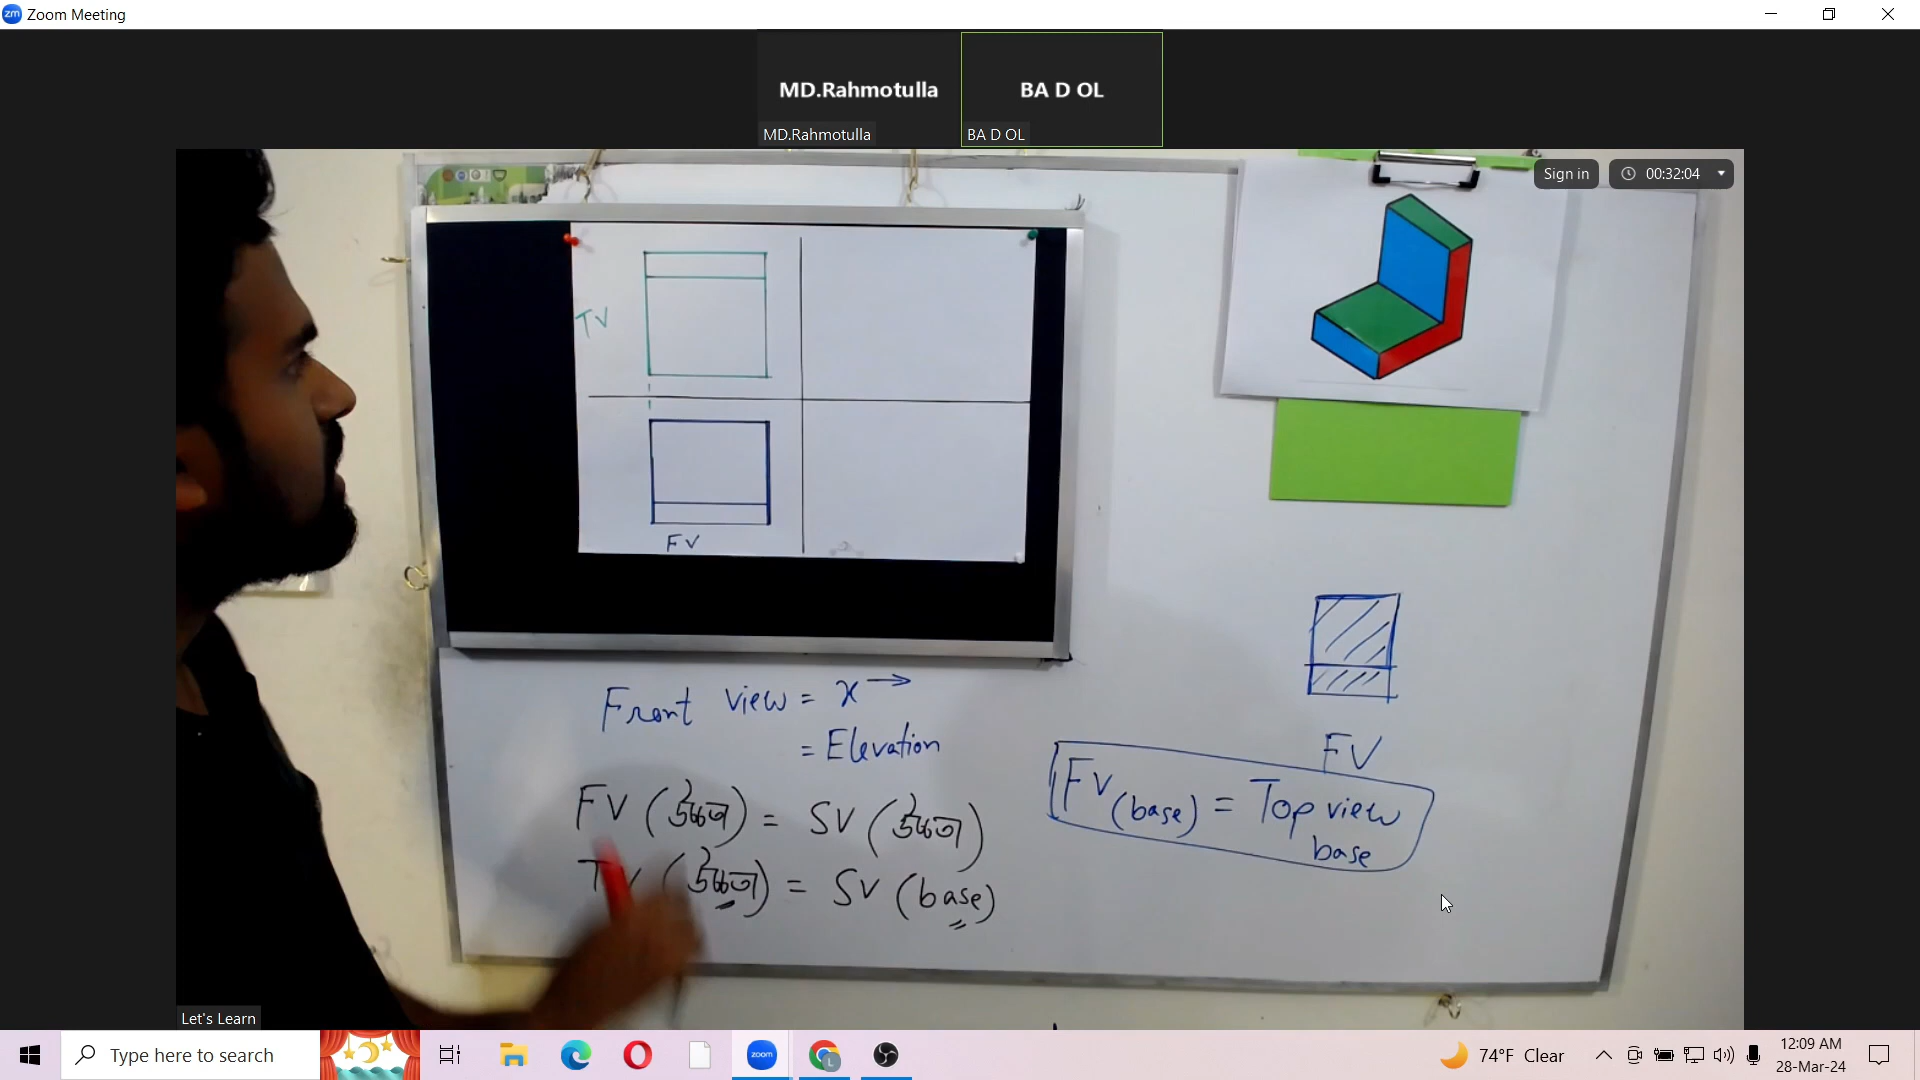 Zoom Meeting
MD.Rahmotulla
MD.Rahmotulla
BA D OL
BA D OL
Sign in
00:32:04
TV
FV
Front view = x →
= Elevation
FV
FV (উচ্চতা) = SV (উচ্চতা)
TV (উচ্চতা) = SV (base)
FV (base) = Top view
base
Let's Learn
Type here to search
zoom
L
74°F Clear
12:09 AM
28-Mar-24